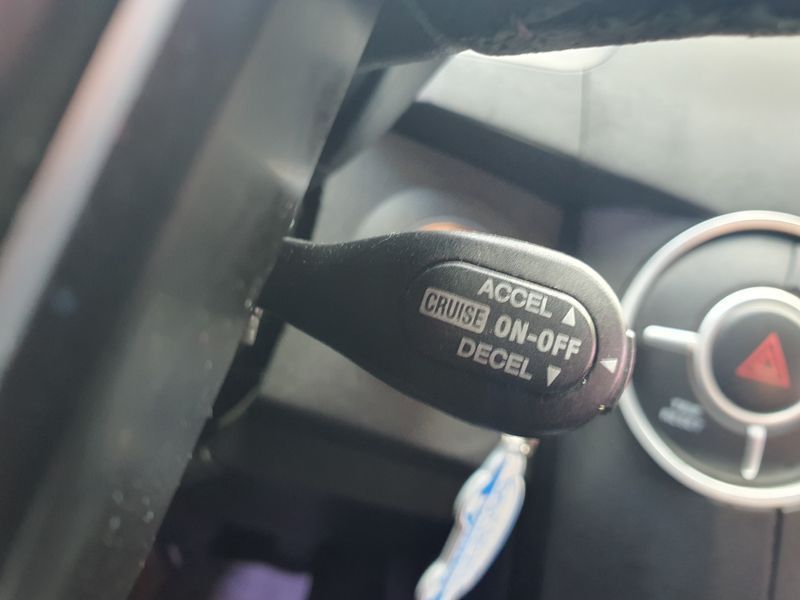 ACCEL ▲
CRUISE ON-OFF
DECEL ▼